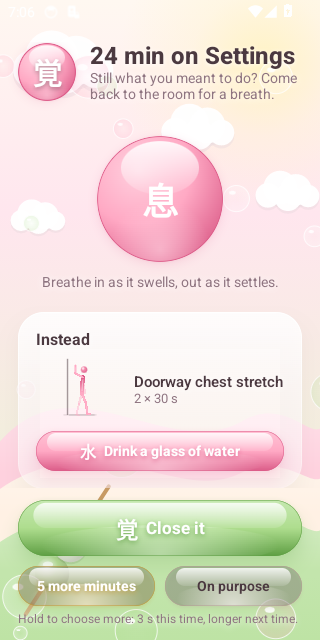 7:06
覚
24 min on Settings
Still what you meant to do? Come
back to the room for a breath.
息
Breathe in as it swells, out as it settles.
Instead
Doorway chest stretch
2 × 30 s
水 Drink a glass of water
覚 Close it
5 more minutes
On purpose
Hold to choose more: 3 s this time, longer next time.